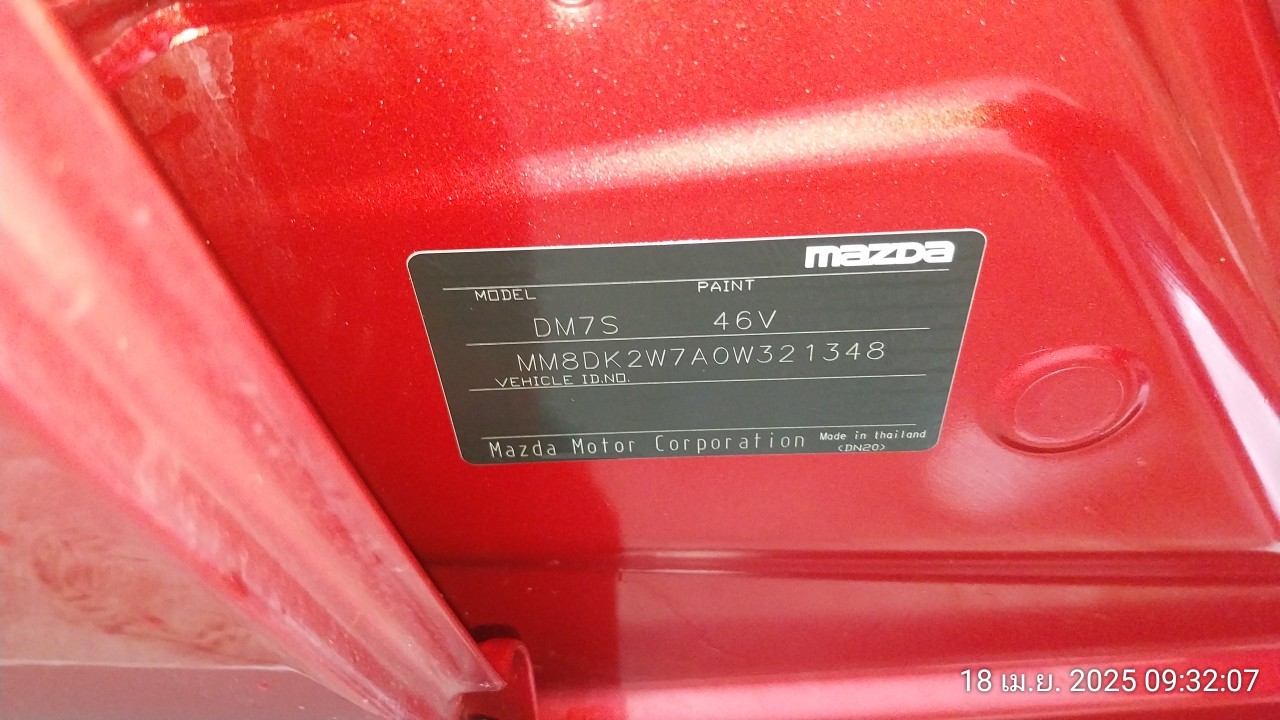 mazda
MODEL PAINT
DM7S 46V
MM8DK2W7A0W321348
VEHICLE ID.NO.
Mazda Motor Corporation Made in thailand
<DN20>
18 เม.ย. 2025 09:32:07